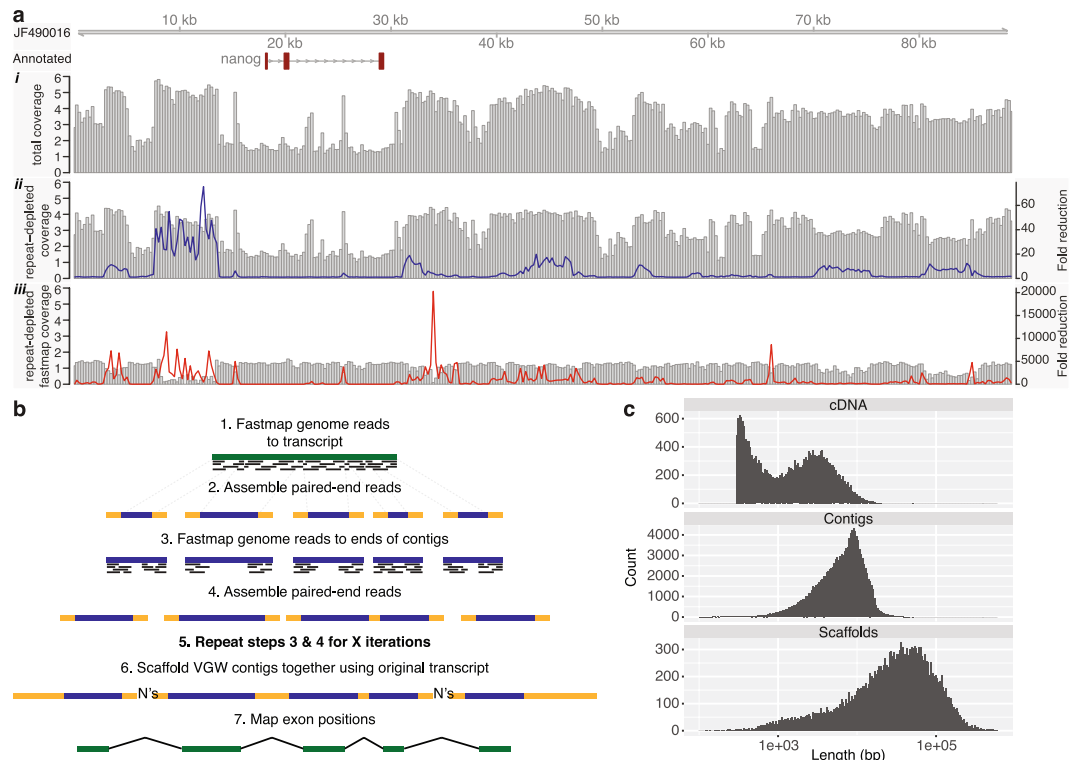 a
10 kb 30 kb 50 kb 70 kb
JF490016
20 kb 40 kb 60 kb 80 kb
Annotated
nanog
i
total coverage
6
5
4
3
2
1
0
ii
repeat-depleted
coverage
6
5
4
3
2
1
0
60
40
20
0
Fold reduction
iii
repeat-depleted
fastmap coverage
6
5
4
3
2
1
0
20000
15000
10000
5000
0
Fold reduction
b
1. Fastmap genome reads
to transcript
2. Assemble paired-end reads
3. Fastmap genome reads to ends of contigs
4. Assemble paired-end reads
5. Repeat steps 3 & 4 for X iterations
6. Scaffold VGW contigs together using original transcript
N's N's
7. Map exon positions
c
cDNA
600
400
200
0
Contigs
4000
3000
2000
1000
0
Count
Scaffolds
300
200
100
0
1e+03 1e+05
Length (bp)